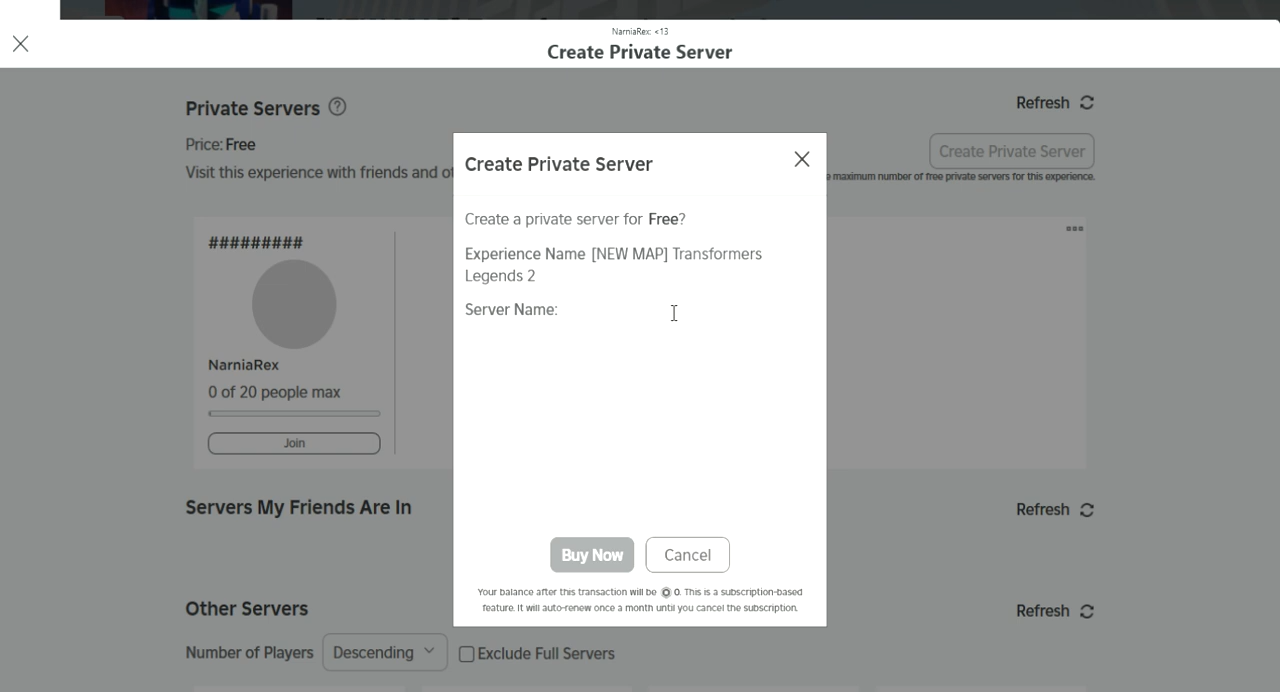 NarniaRex: <13
Create Private Server
Private Servers
Refresh
Price: Free
Create Private Server
Visit this experience with friends and
maximum number of free private servers for this experience.
#########
NarniaRex
0 of 20 people max
Join
Create Private Server
Create a private server for Free?
Experience Name [NEW MAP] Transformers
Legends 2
Server Name:
Buy Now
Cancel
Your balance after this transaction will be 0. This is a subscription-based
feature. It will auto-renew once a month until you cancel the subscription.
Servers My Friends Are In
Refresh
Other Servers
Refresh
Number of Players
Descending
Exclude Full Servers